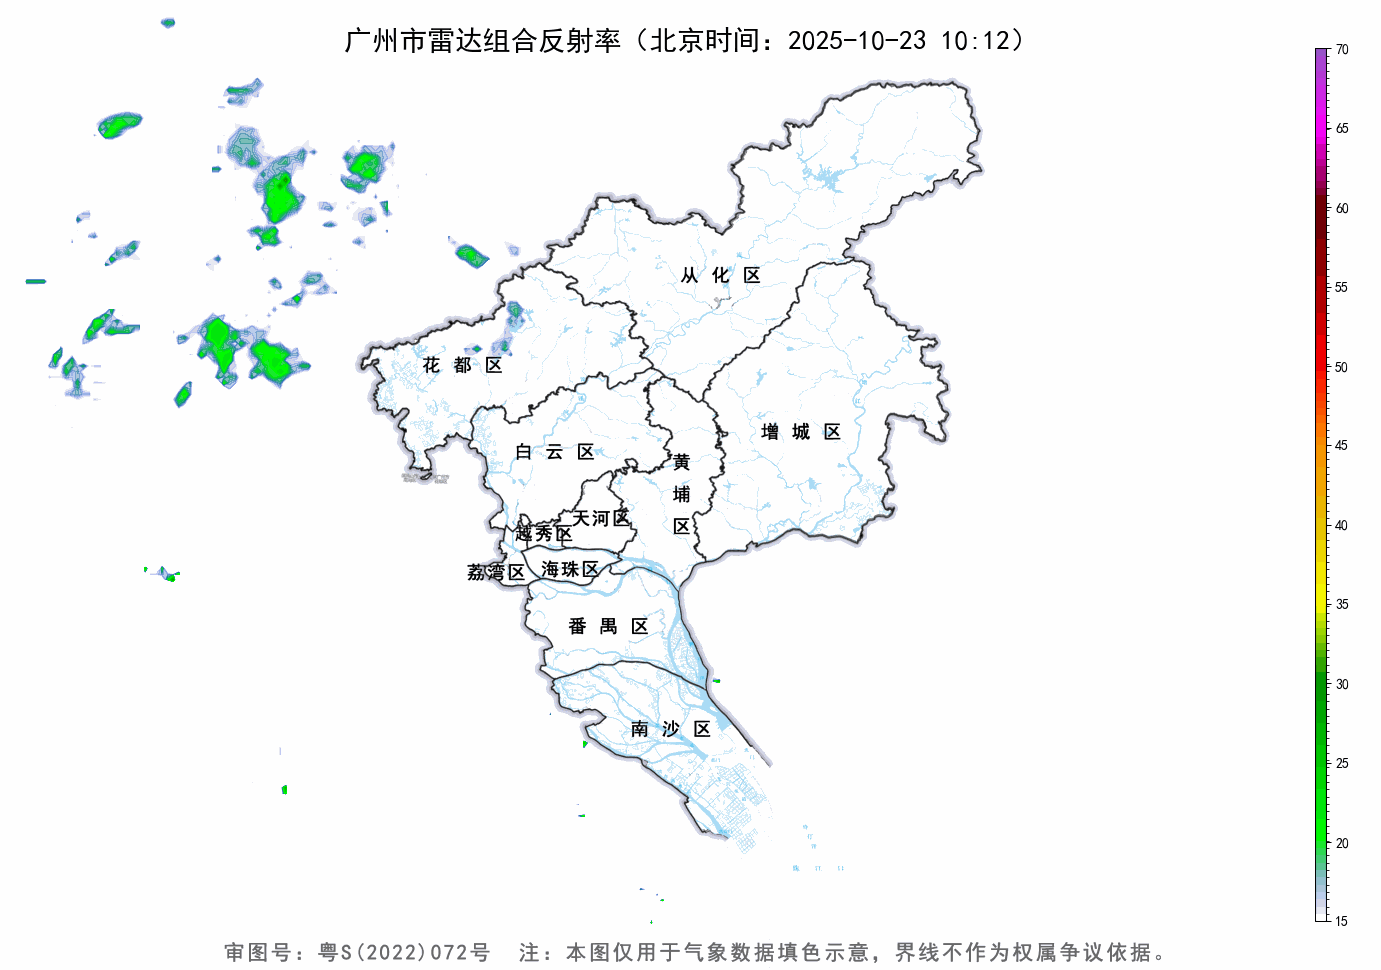 广州市雷达组合反射率（北京时间：2025-10-23 10:12）
70
65
60
55
50
45
40
35
30
25
20
15
从化区
花都区
增城区
白云区
黄埔区
天河区
越秀区
荔湾区
海珠区
番禺区
南沙区
审图号：粤S(2022)072号 注：本图仅用于气象数据填色示意，界线不作为权属争议依据。